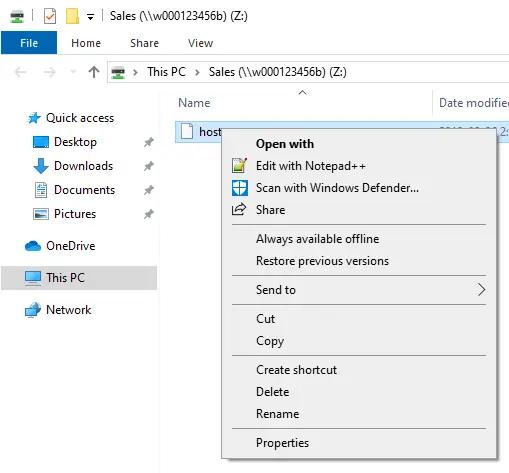 Sales (\\w000123456b) (Z:)
File Home Share View
This PC Sales (\\w000123456b) (Z:)
Name Date modified
Quick access
Desktop
Downloads
Documents
Pictures
OneDrive
This PC
Network
host
Open with
Edit with Notepad++
Scan with Windows Defender...
Share
Always available offline
Restore previous versions
Send to
Cut
Copy
Create shortcut
Delete
Rename
Properties